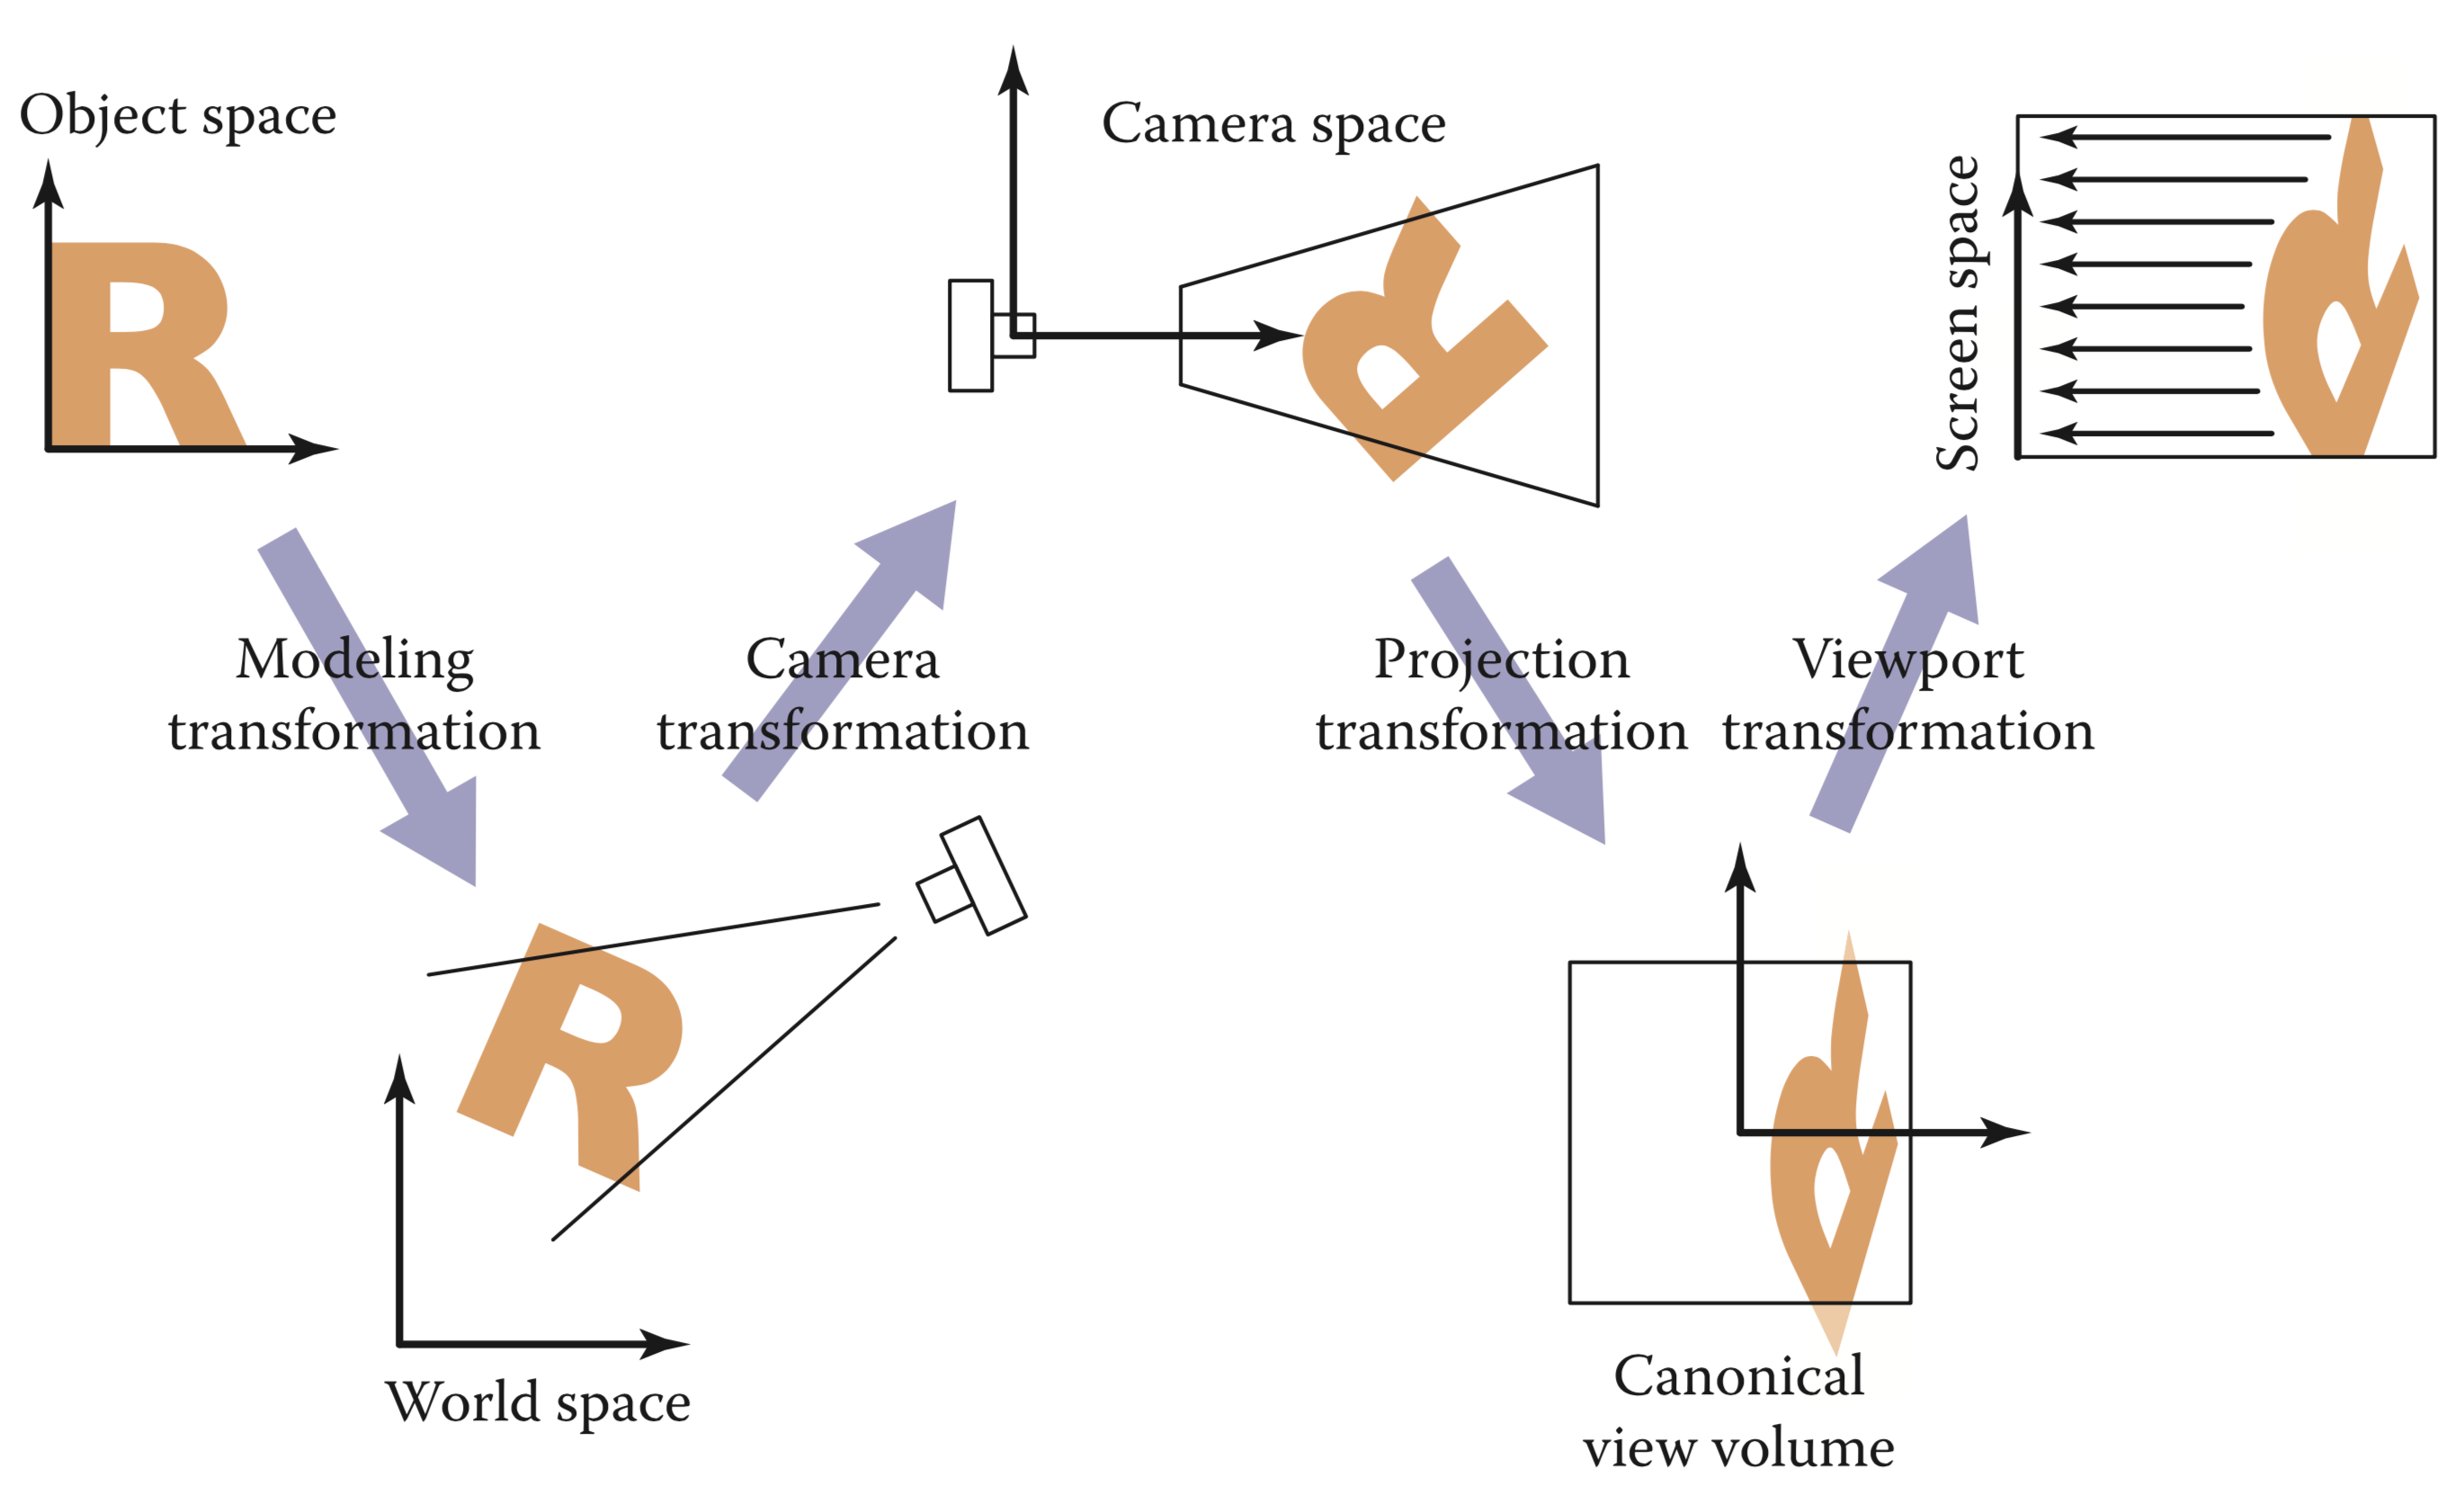 Object space
Camera space
Screen space
Modeling
transformation
Camera
transformation
Projection
transformation
Viewport
transformation
World space
Canonical
view volume